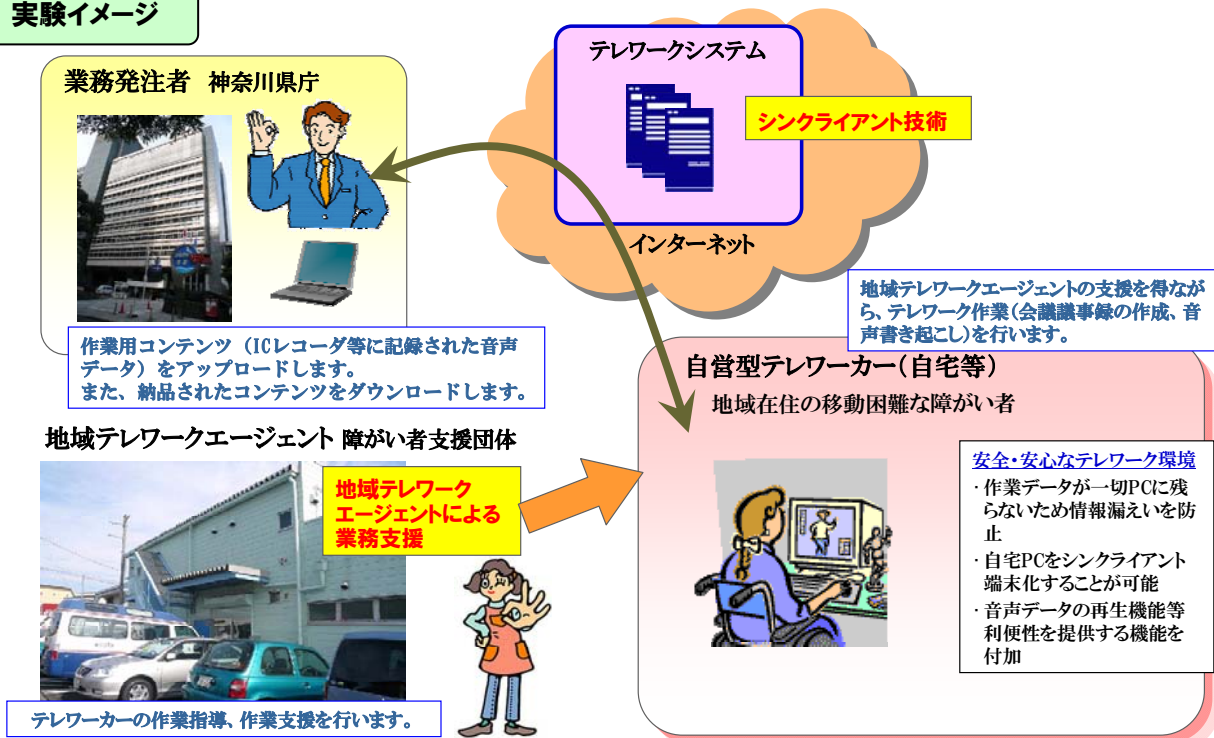 実験イメージ
業務発注者 神奈川県庁
作業用コンテンツ（ICレコーダ等に記録された音声
データ）をアップロードします。
また、納品されたコンテンツをダウンロードします。
テレワークシステム
シンクライアント技術
インターネット
地域テレワークエージェントの支援を得なが
ら、テレワーク作業（会議議事録の作成、音
声書き起こし）を行います。
自営型テレワーカー（自宅等）
地域在住の移動困難な障がい者
安全・安心なテレワーク環境
・作業データが一切PCに残
らないため情報漏えいを防
止
・自宅PCをシンクライアント
端末化することが可能
・音声データの再生機能等
利便性を提供する機能を
付加
地域テレワークエージェント 障がい者支援団体
地域テレワーク
エージェントによる
業務支援
テレワーカーの作業指導、作業支援を行います。